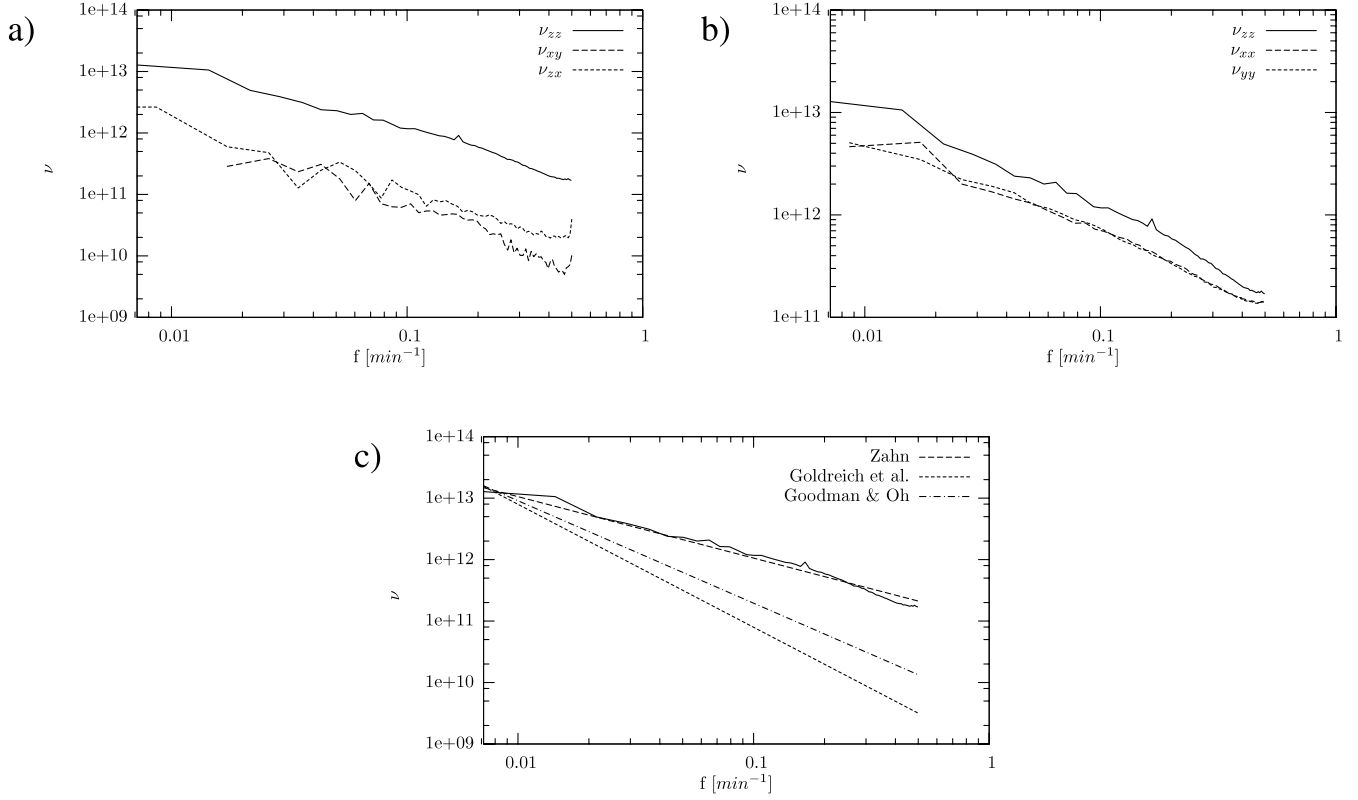 a)
1e+14
1e+13
1e+12
1e+11
1e+10
1e+09
ν
ν_zz
ν_xy
ν_zx
0.01 0.1 1
f [min⁻¹]
b)
1e+14
1e+13
1e+12
1e+11
ν
ν_zz
ν_xx
ν_yy
0.01 0.1 1
f [min⁻¹]
c)
1e+14
1e+13
1e+12
1e+11
1e+10
1e+09
ν
Zahn
Goldreich et al.
Goodman & Oh
0.01 0.1 1
f [min⁻¹]